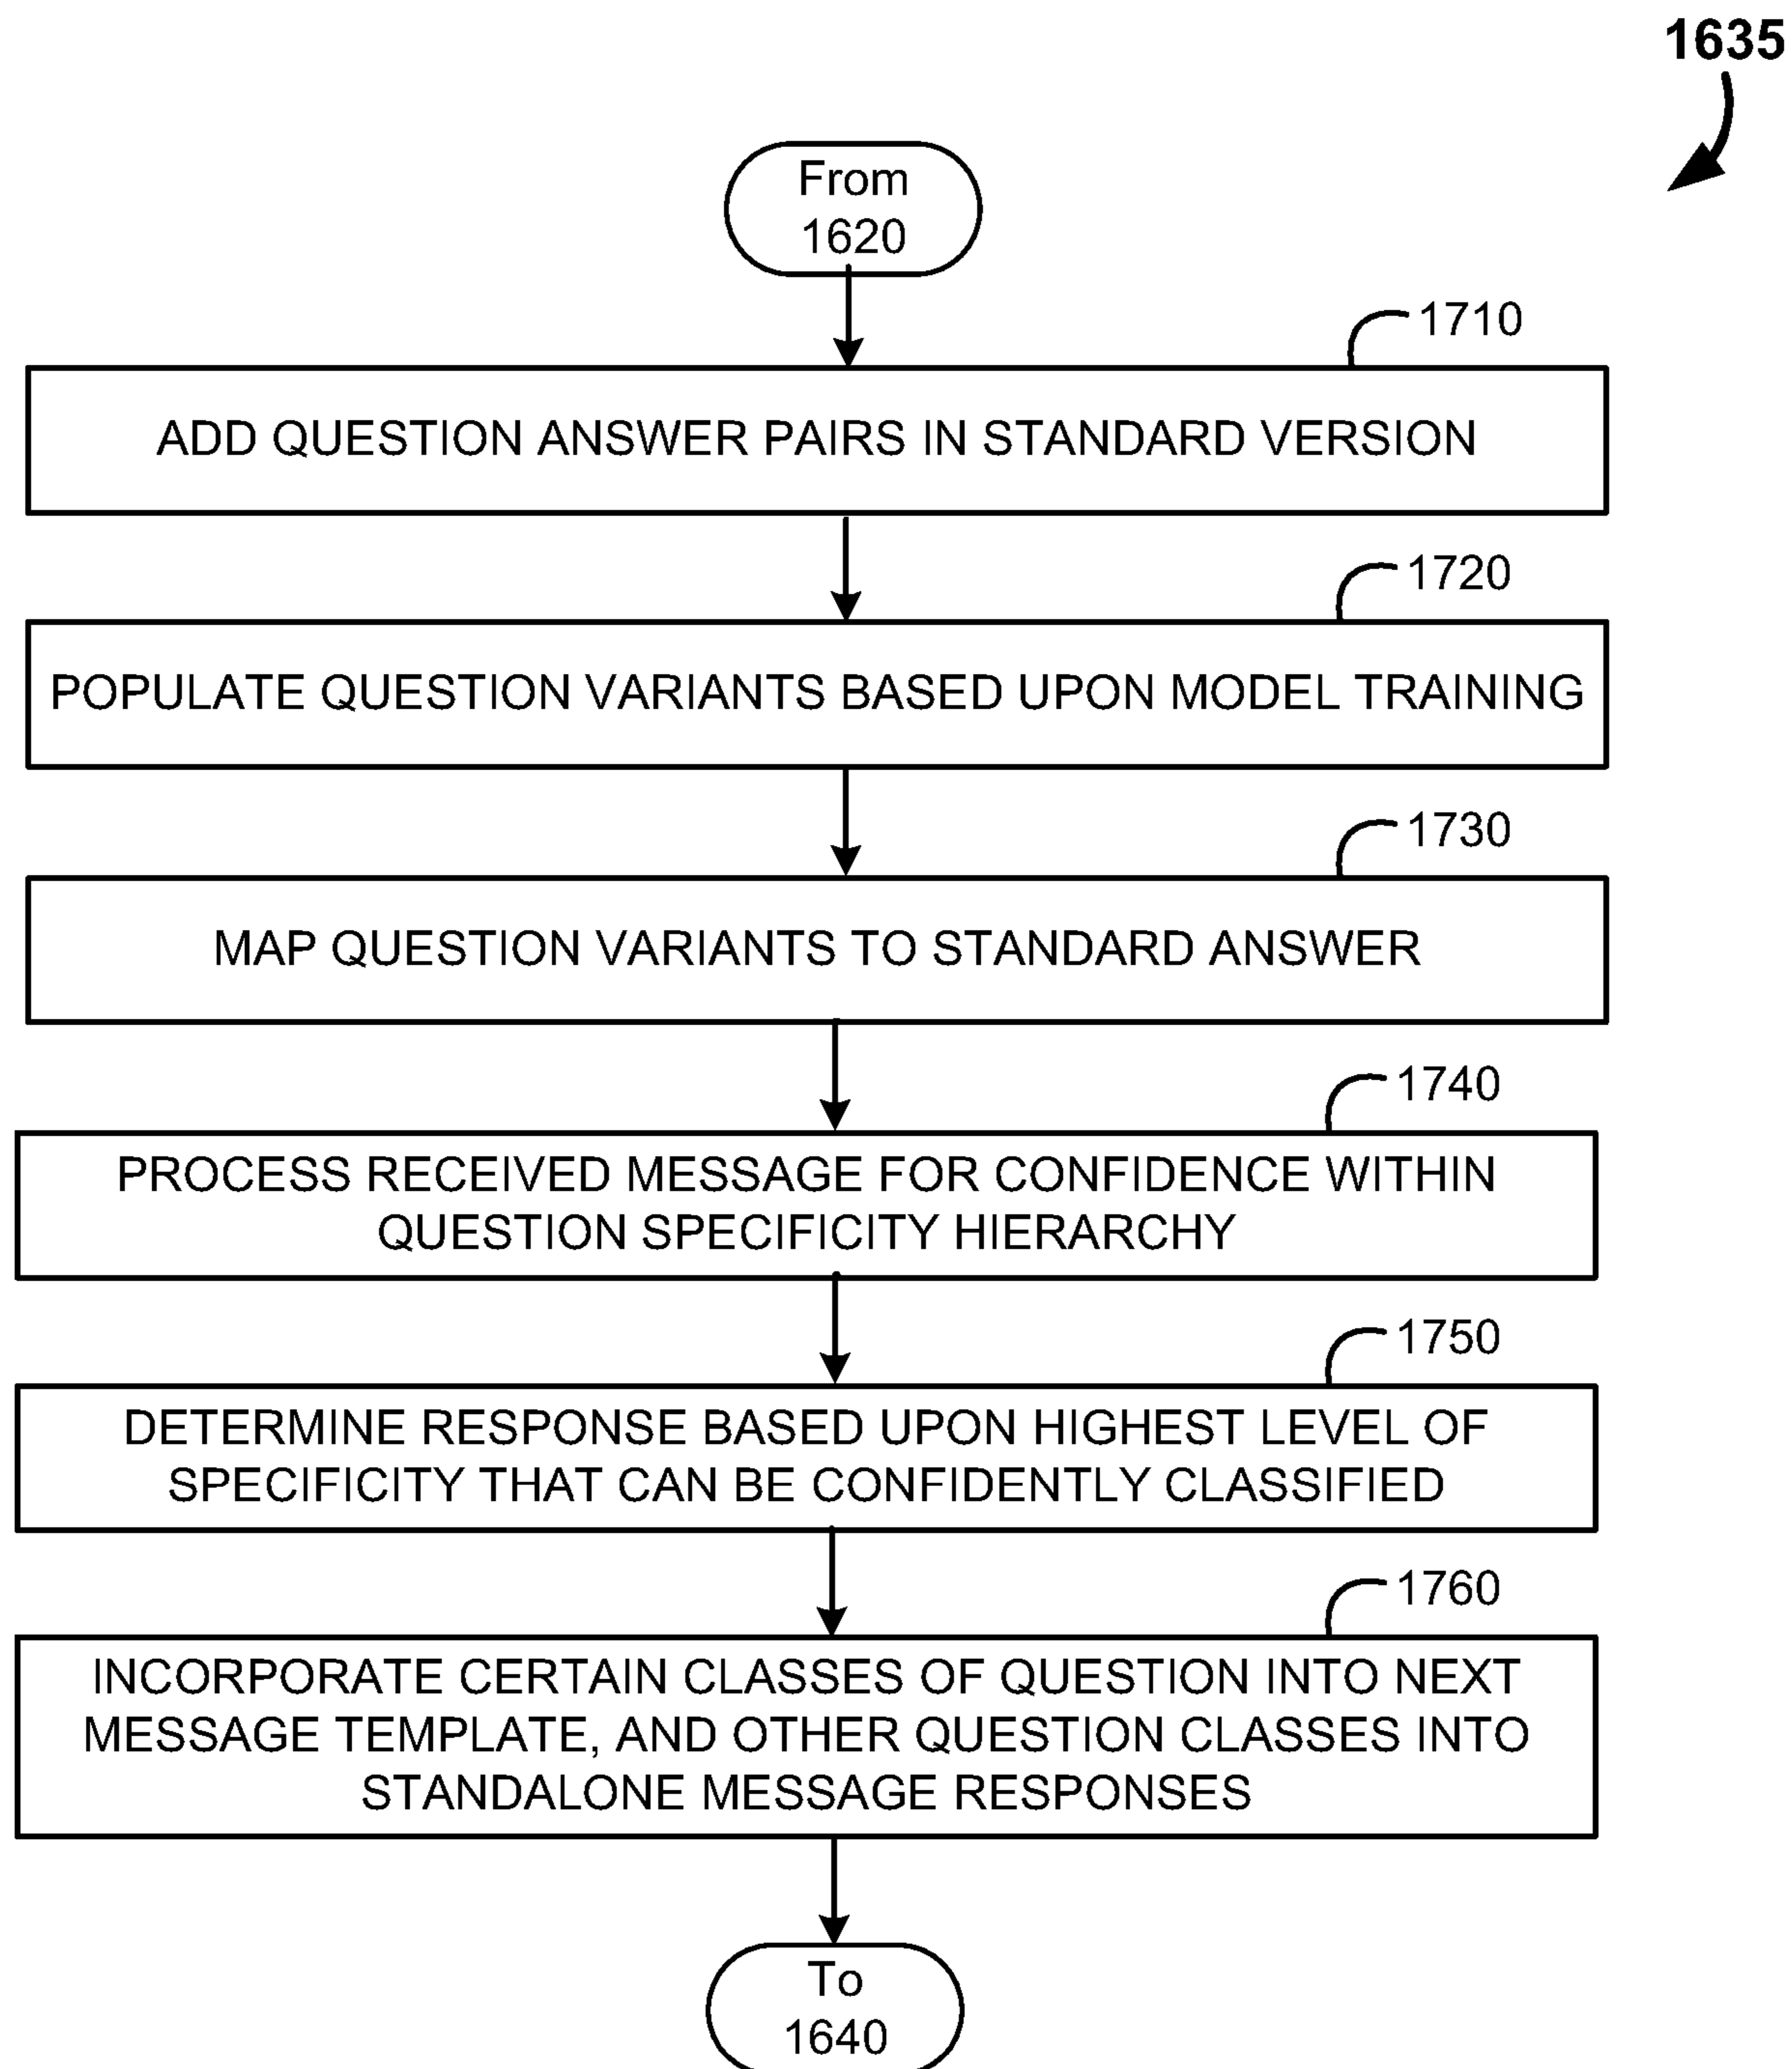 1635
From
1620
1710
ADD QUESTION ANSWER PAIRS IN STANDARD VERSION
1720
POPULATE QUESTION VARIANTS BASED UPON MODEL TRAINING
1730
MAP QUESTION VARIANTS TO STANDARD ANSWER
1740
PROCESS RECEIVED MESSAGE FOR CONFIDENCE WITHIN
QUESTION SPECIFICITY HIERARCHY
1750
DETERMINE RESPONSE BASED UPON HIGHEST LEVEL OF
SPECIFICITY THAT CAN BE CONFIDENTLY CLASSIFIED
1760
INCORPORATE CERTAIN CLASSES OF QUESTION INTO NEXT
MESSAGE TEMPLATE, AND OTHER QUESTION CLASSES INTO
STANDALONE MESSAGE RESPONSES
To
1640